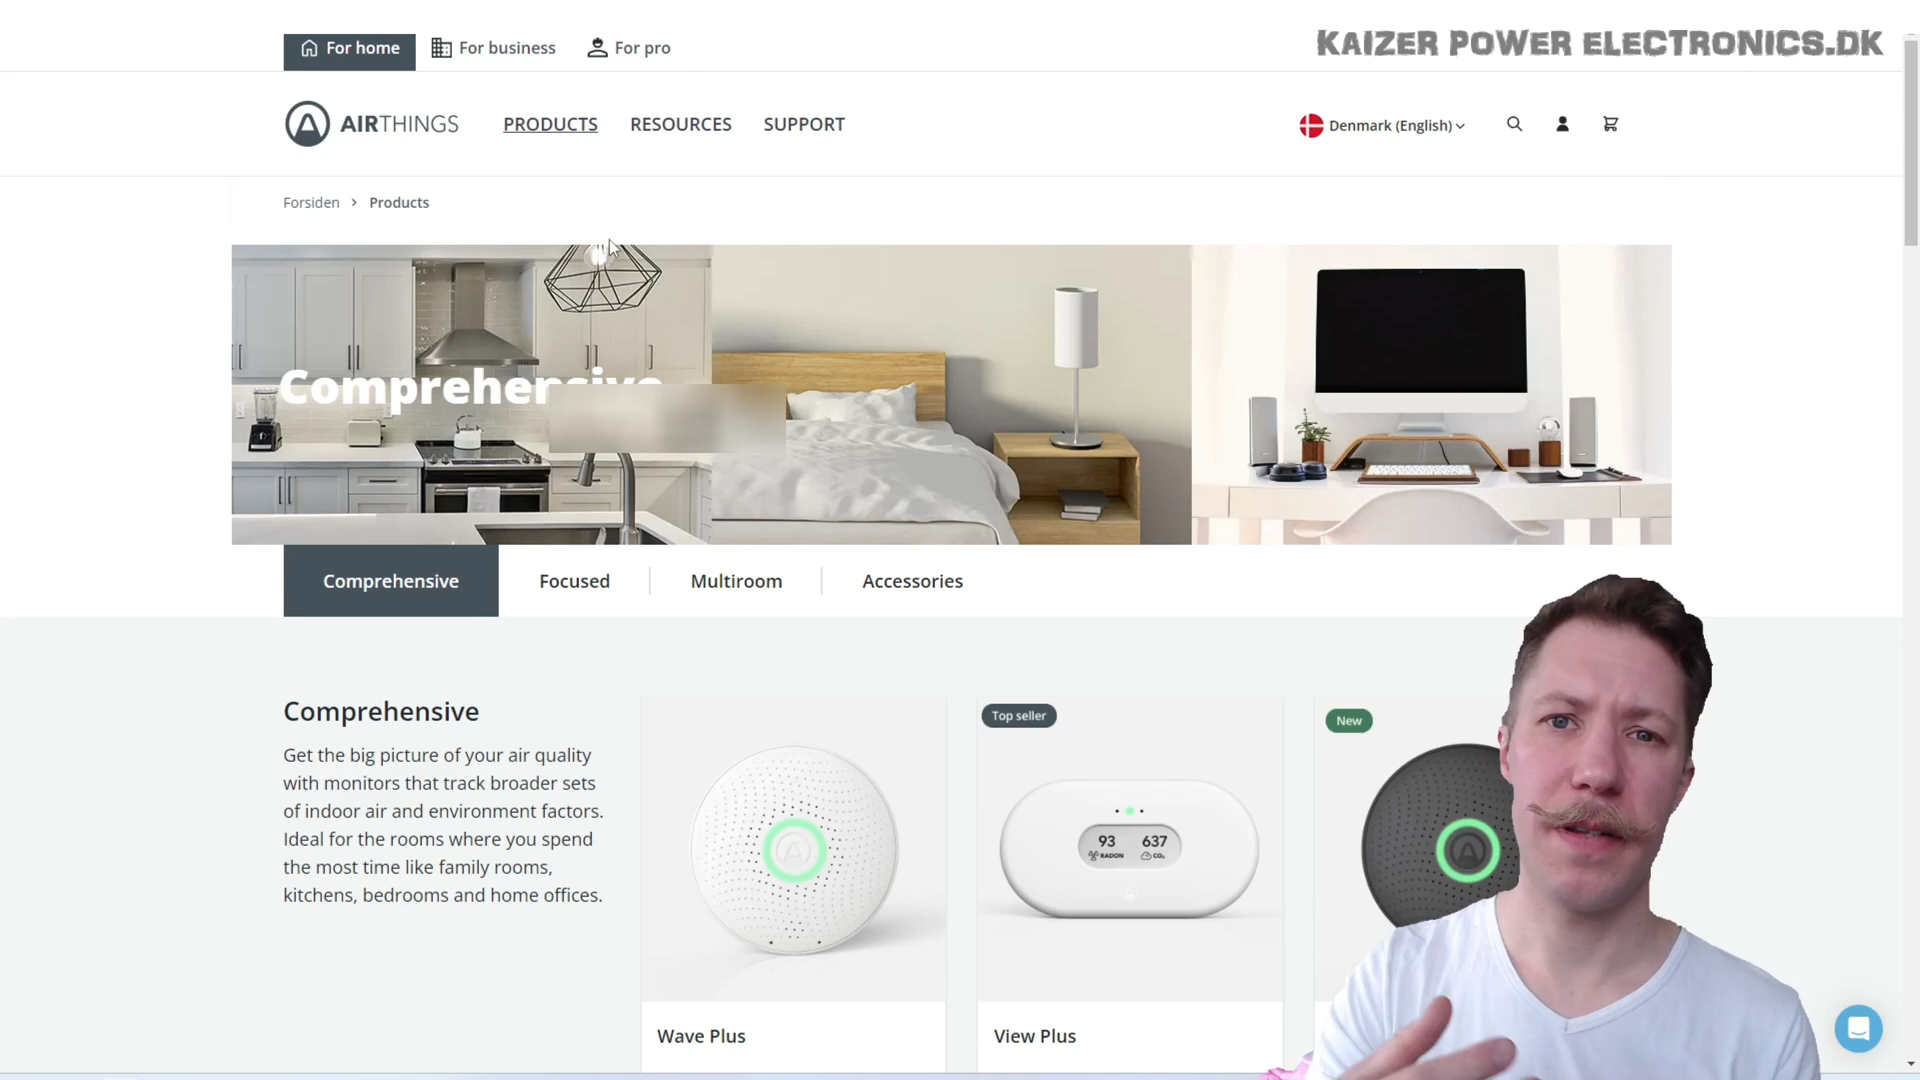 For home
For business
For pro
KAIZER POWER ELECTRONICS.DK
AIRTHINGS
PRODUCTS
RESOURCES
SUPPORT
Denmark (English)
Forsiden > Products
Comprehensive
Comprehensive
Focused
Multiroom
Accessories
Comprehensive
Get the big picture of your air quality
with monitors that track broader sets
of indoor air and environment factors.
Ideal for the rooms where you spend
the most time like family rooms,
kitchens, bedrooms and home offices.
Wave Plus
Top seller
93 637
RADON CO₂
View Plus
New